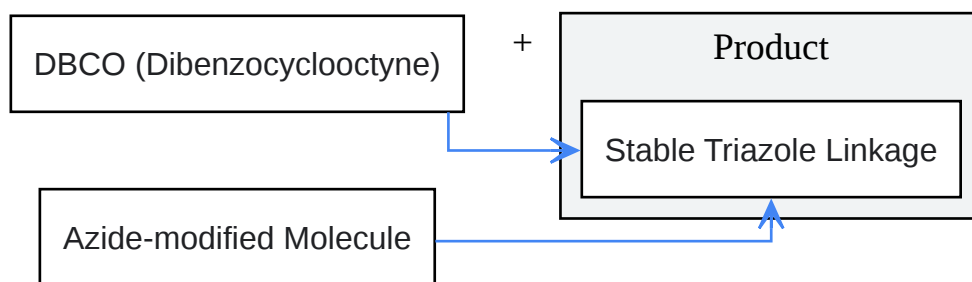 DBCO (Dibenzocyclooctyne)
+
Product
Stable Triazole Linkage
Azide-modified Molecule